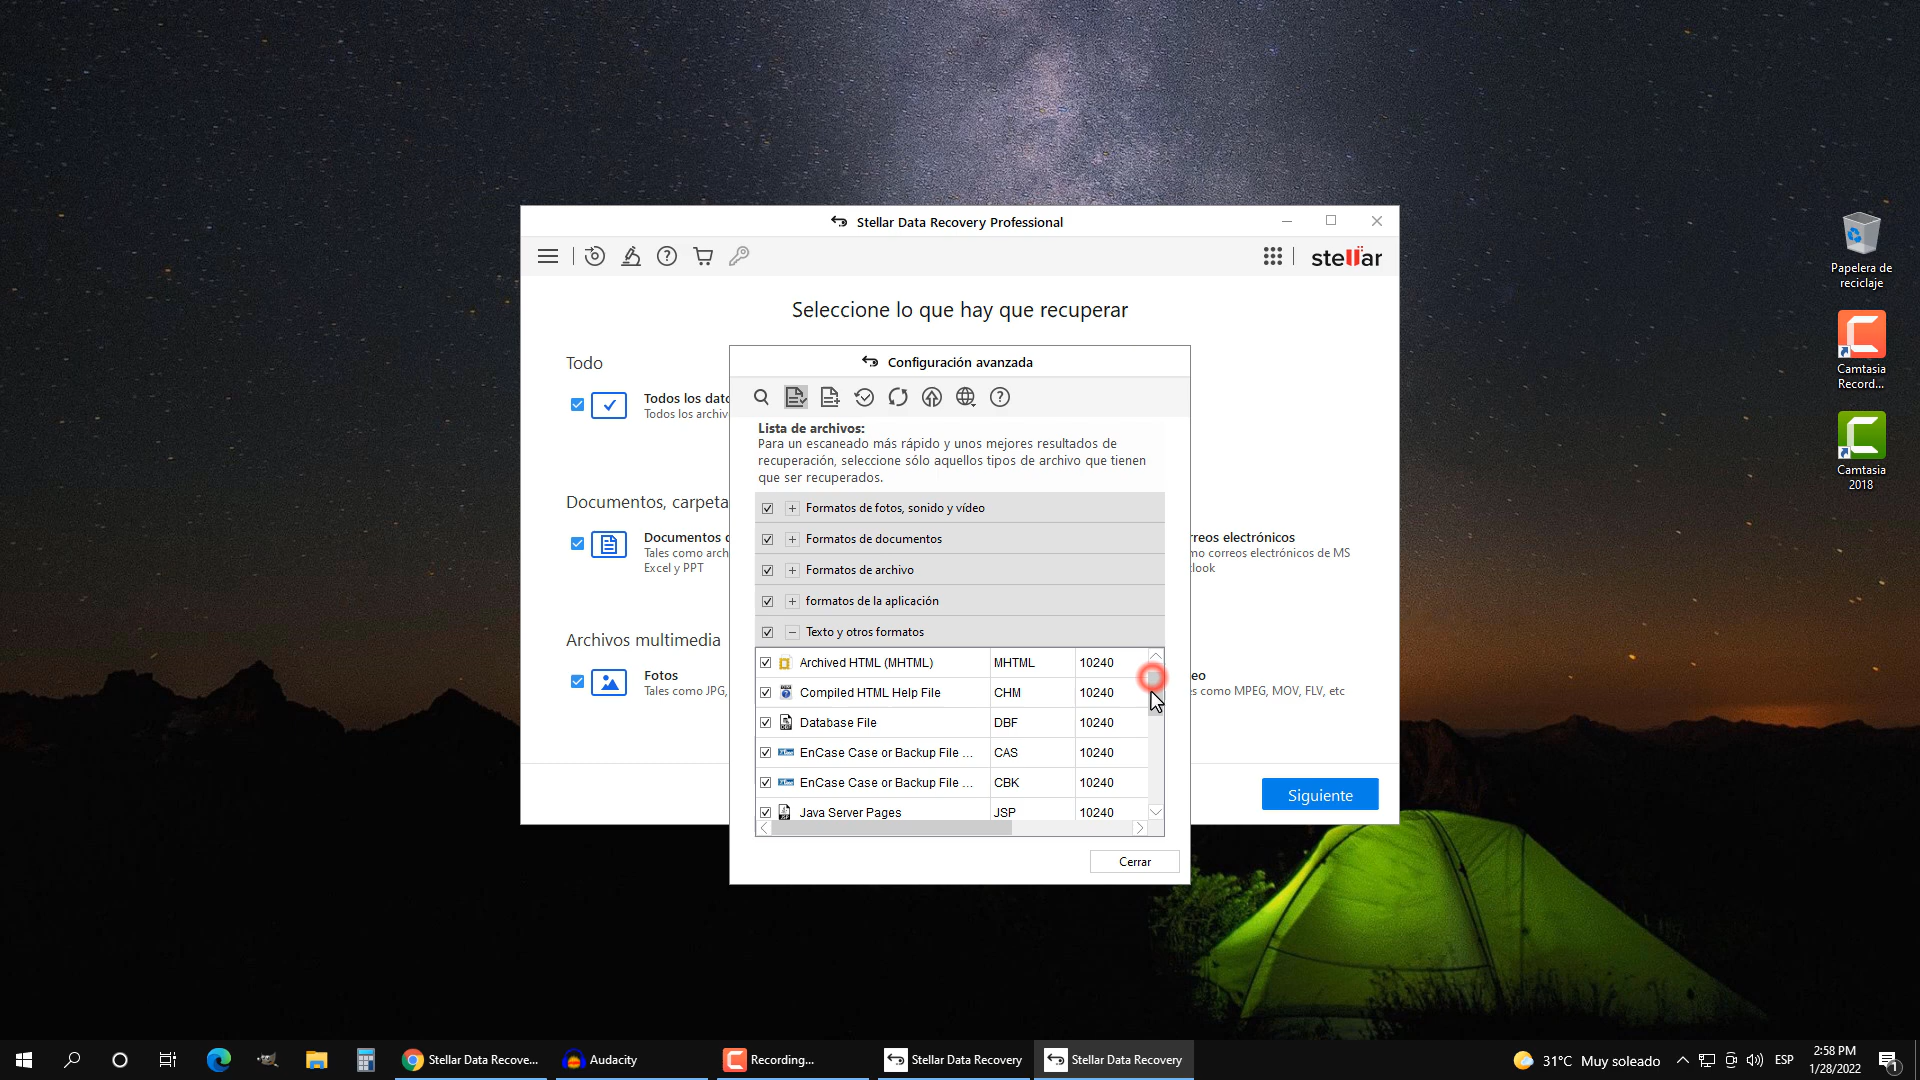 Stellar Data Recovery Professional
stellar
Seleccione lo que hay que recuperar
Todo
Todos los dato
Todos los archiv
Documentos, carpeta
Documentos d
Tales como arch
Excel y PPT
rreos electrónicos
mo correos electrónicos de MS
look
Archivos multimedia
Fotos
Tales como JPG,
eo
s como MPEG, MOV, FLV, etc
Siguiente
Configuración avanzada
Lista de archivos:
Para un escaneado más rápido y unos mejores resultados de
recuperación, seleccione sólo aquellos tipos de archivo que tienen
que ser recuperados.
Formatos de fotos, sonido y vídeo
Formatos de documentos
Formatos de archivo
formatos de la aplicación
Texto y otros formatos
Archived HTML (MHTML) MHTML 10240
Compiled HTML Help File CHM 10240
Database File DBF 10240
EnCase Case or Backup File ... CAS 10240
EnCase Case or Backup File ... CBK 10240
Java Server Pages JSP 10240
Cerrar
Papelera de
reciclaje
Camtasia
Record...
Camtasia
2018
Stellar Data Recove...
Audacity
Recording...
Stellar Data Recovery
Stellar Data Recovery
31°C Muy soleado
ESP
2:58 PM
1/28/2022
1